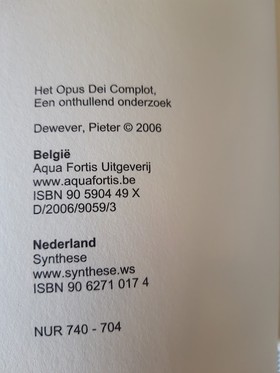 Het Opus Dei Complot,
Een onthullend onderzoek
Dewever, Pieter © 2006
België
Aqua Fortis Uitgeverij
www.aquafortis.be
ISBN 90 5904 49 X
D/2006/9059/3
Nederland
Synthese
www.synthese.ws
ISBN 90 6271 017 4
NUR 740 - 704